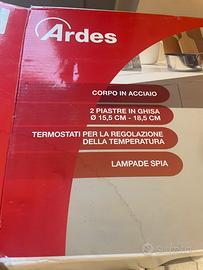 Ardes
CORPO IN ACCIAIO
2 PIASTRE IN GHISA
Ø 15,5 CM - 18,5 CM
TERMOSTATI PER LA REGOLAZIONE
DELLA TEMPERATURA
LAMPADE SPIA